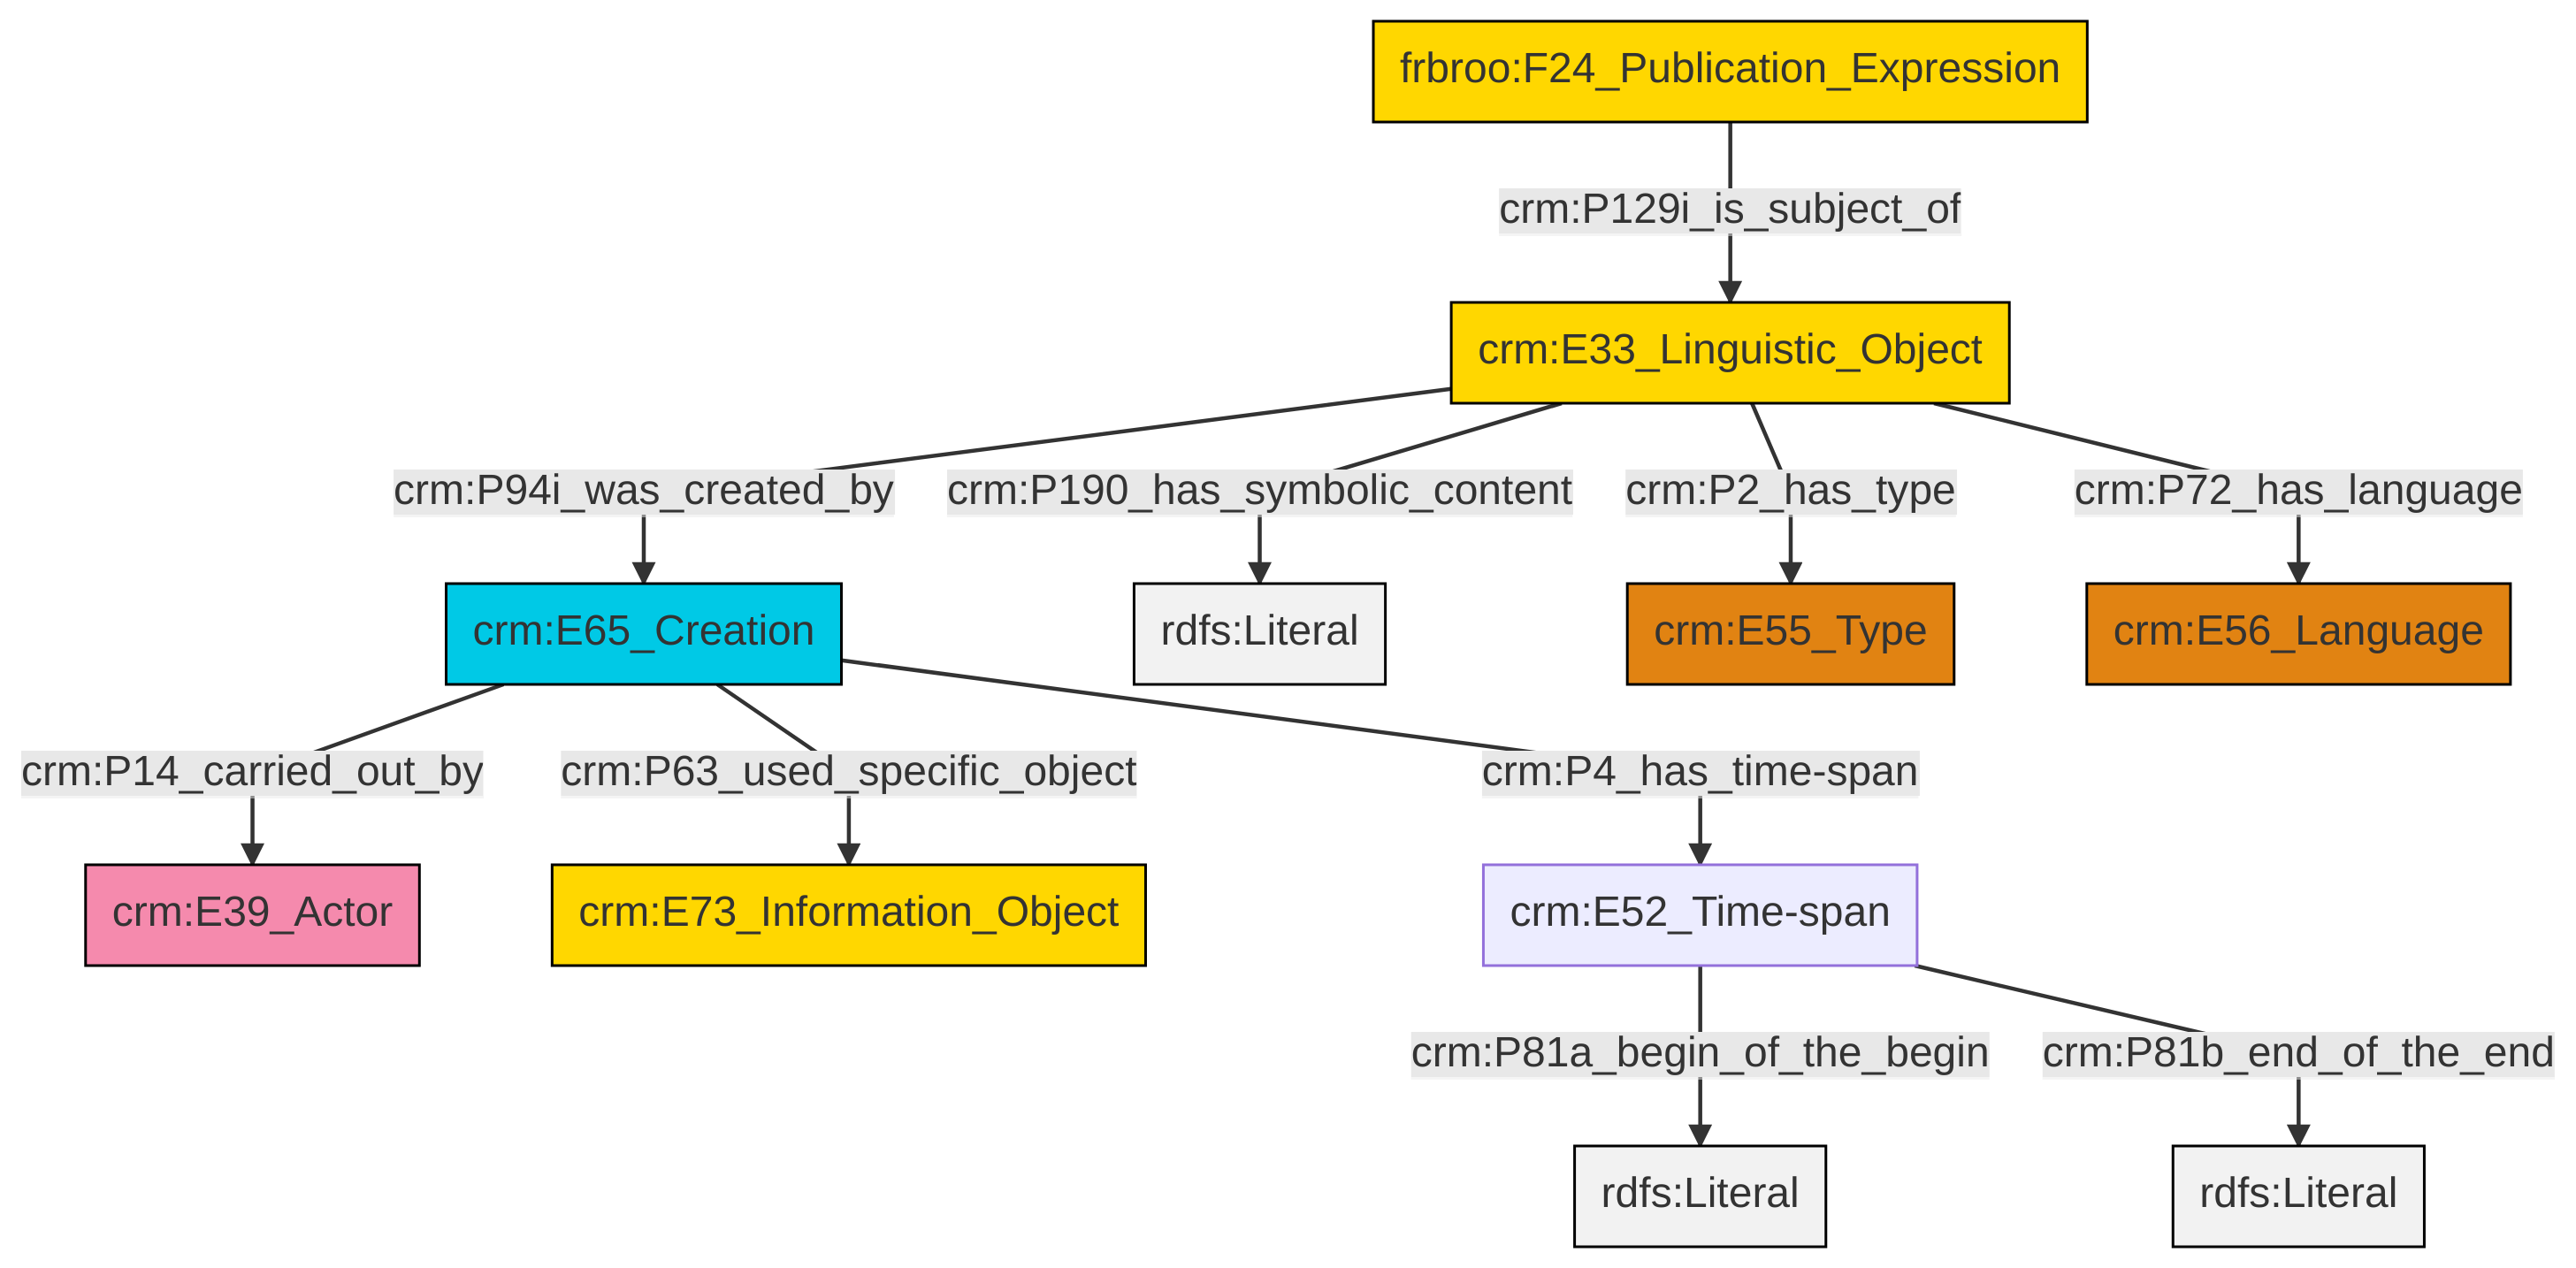 frbroo:F24_Publication_Expression
crm:P129i_is_subject_of
crm:E33_Linguistic_Object
crm:P94i_was_created_by
crm:P190_has_symbolic_content
crm:P2_has_type
crm:P72_has_language
crm:E65_Creation
rdfs:Literal
crm:E55_Type
crm:E56_Language
crm:P14_carried_out_by
crm:P63_used_specific_object
crm:P4_has_time-span
crm:E39_Actor
crm:E73_Information_Object
crm:E52_Time-span
crm:P81a_begin_of_the_begin
crm:P81b_end_of_the_end
rdfs:Literal
rdfs:Literal